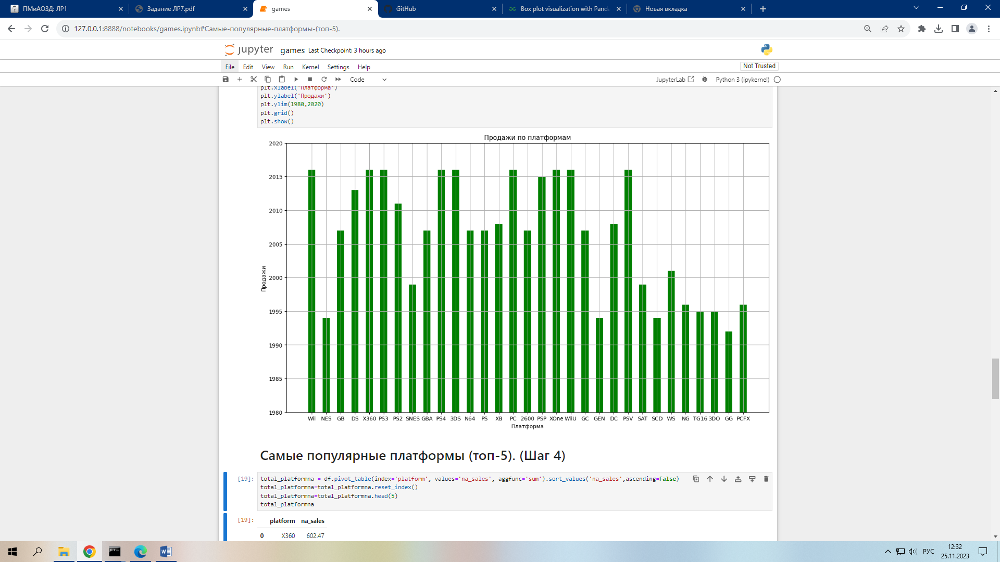 ПМиАОЗД: ЛР1
Задание ЛР7.pdf
games
GitHub
Box plot visualization with Panda
Новая вкладка
127.0.0.1:8888/notebooks/games.ipynb#Самые-популярные-платформы-(топ-5).
jupyter games Last Checkpoint: 3 hours ago
File Edit View Run Kernel Settings Help
Not Trusted
Code
JupyterLab
Python 3 (ipykernel)
plt.xlabel('Платформа')
plt.ylabel('Продажи')
plt.ylim(1980,2020)
plt.grid()
plt.show()
Продажи по платформам
2020
2015
2010
2005
2000
1995
1990
1985
1980
Продажи
Wii NES GB DS X360 PS3 PS2 SNES GBA PS4 3DS N64 PS XB PC 2600 PSP XOne WiiU GC GEN DC PSV SAT SCD WS NG TG16 3DO GG PCFX
Платформа
Самые популярные платформы (топ-5). (Шаг 4)
[19]:
total_platformna = df.pivot_table(index='platform', values='na_sales', aggfunc='sum').sort_values('na_sales',ascending=False)
total_platformna=total_platformna.reset_index()
total_platformna=total_platformna.head(5)
total_platformna
[19]:
platform na_sales
0 X360 602.47
РУС
12:32
25.11.2023